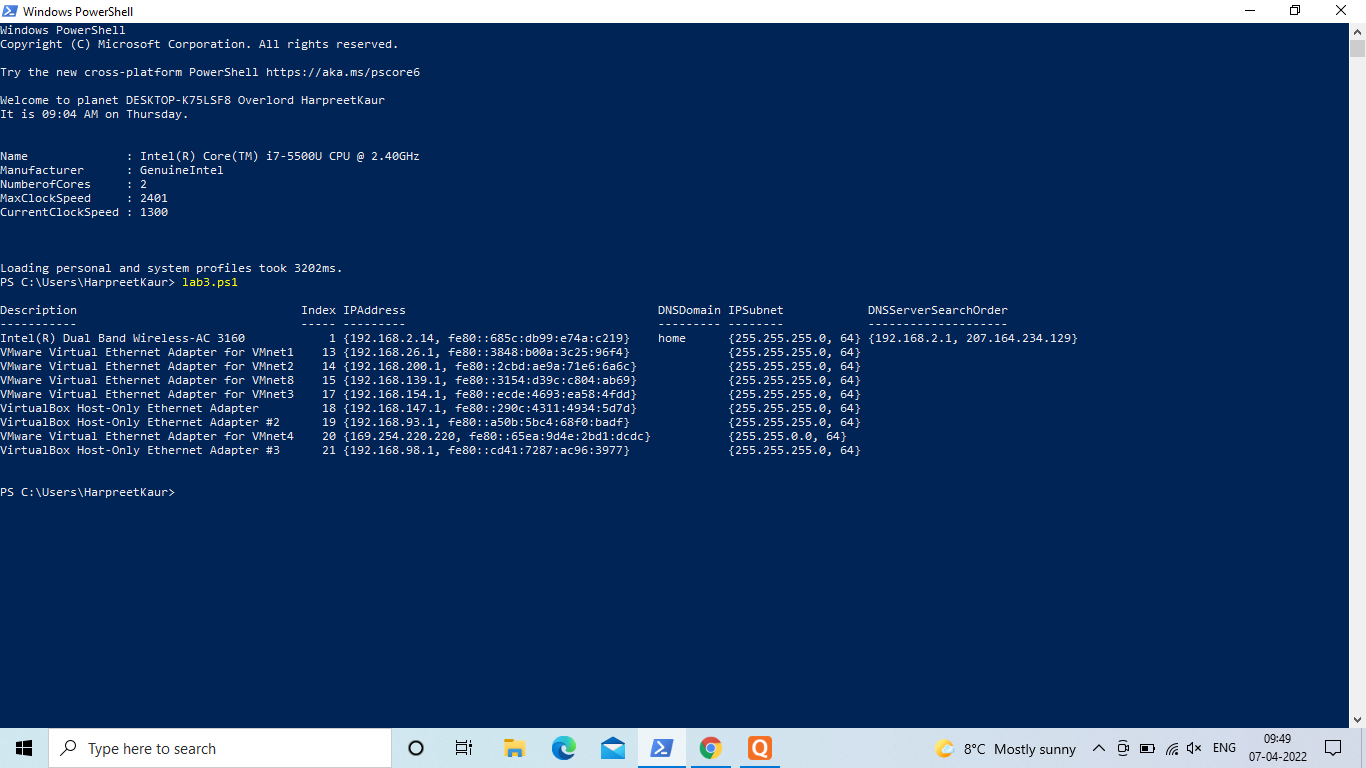 Windows PowerShell
Windows PowerShell
Copyright (C) Microsoft Corporation. All rights reserved.
Try the new cross-platform PowerShell https://aka.ms/pscore6
Welcome to planet DESKTOP-K75LSF8 Overlord HarpreetKaur
It is 09:04 AM on Thursday.
Name              : Intel(R) Core(TM) i7-5500U CPU @ 2.40GHz
Manufacturer      : GenuineIntel
NumberofCores     : 2
MaxClockSpeed     : 2401
CurrentClockSpeed : 1300
Loading personal and system profiles took 3202ms.
PS C:\Users\HarpreetKaur> lab3.ps1
Description                                Index IPAddress                                    DNSDomain IPSubnet            DNSServerSearchOrder
-----------                                ----- ---------                                    --------- --------            --------------------
Intel(R) Dual Band Wireless-AC 3160            1 {192.168.2.14, fe80::685c:db99:e74a:c219}    home      {255.255.255.0, 64} {192.168.2.1, 207.164.234.129}
VMware Virtual Ethernet Adapter for VMnet1    13 {192.168.26.1, fe80::3848:b00a:3c25:96f4}              {255.255.255.0, 64}
VMware Virtual Ethernet Adapter for VMnet2    14 {192.168.200.1, fe80::2cbd:ae9a:71e6:6a6c}             {255.255.255.0, 64}
VMware Virtual Ethernet Adapter for VMnet8    15 {192.168.139.1, fe80::3154:d39c:c804:ab69}             {255.255.255.0, 64}
VMware Virtual Ethernet Adapter for VMnet3    17 {192.168.154.1, fe80::ecde:4693:ea58:4fdd}             {255.255.255.0, 64}
VirtualBox Host-Only Ethernet Adapter         18 {192.168.147.1, fe80::290c:4311:4934:5d7d}             {255.255.255.0, 64}
VirtualBox Host-Only Ethernet Adapter #2      19 {192.168.93.1, fe80::a50b:5bc4:68f0:badf}              {255.255.255.0, 64}
VMware Virtual Ethernet Adapter for VMnet4    20 {169.254.220.220, fe80::65ea:9d4e:2bd1:dcdc}           {255.255.0.0, 64}
VirtualBox Host-Only Ethernet Adapter #3      21 {192.168.98.1, fe80::cd41:7287:ac96:3977}              {255.255.255.0, 64}
PS C:\Users\HarpreetKaur>
Type here to search
Q
8°C Mostly sunny
ENG
09:49
07-04-2022